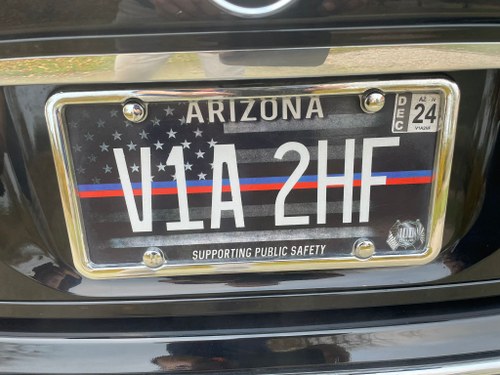 ARIZONA
DEC
24
V1A 2HF
SUPPORTING PUBLIC SAFETY